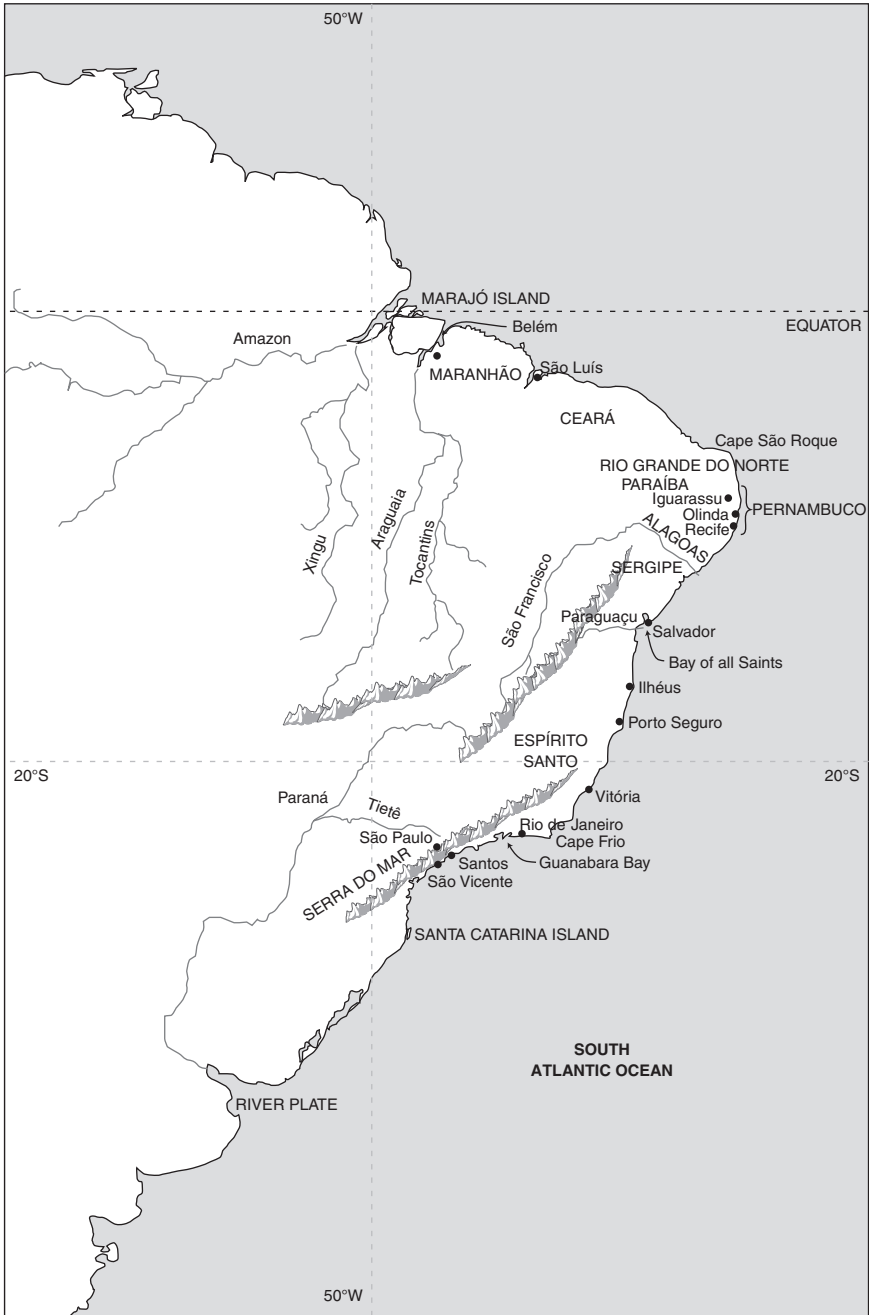 50°W
MARAJÓ ISLAND
EQUATOR
Belém
Amazon
São Luís
MARANHÃO
CEARÁ
Cape São Roque
RIO GRANDE DO NORTE
PARAÍBA
Iguarassu
PERNAMBUCO
Olinda
Recife
ALAGOAS
Xingu
Araguaia
Tocantins
São Francisco
SERGIPE
Paraguaçu
Salvador
Bay of all Saints
Ilhéus
Porto Seguro
ESPÍRITO
SANTO
20°S
20°S
Paraná
Tietê
Vitória
Rio de Janeiro
São Paulo
Cape Frio
Santos
Guanabara Bay
São Vicente
SERRA DO MAR
SANTA CATARINA ISLAND
SOUTH
ATLANTIC OCEAN
RIVER PLATE
50°W